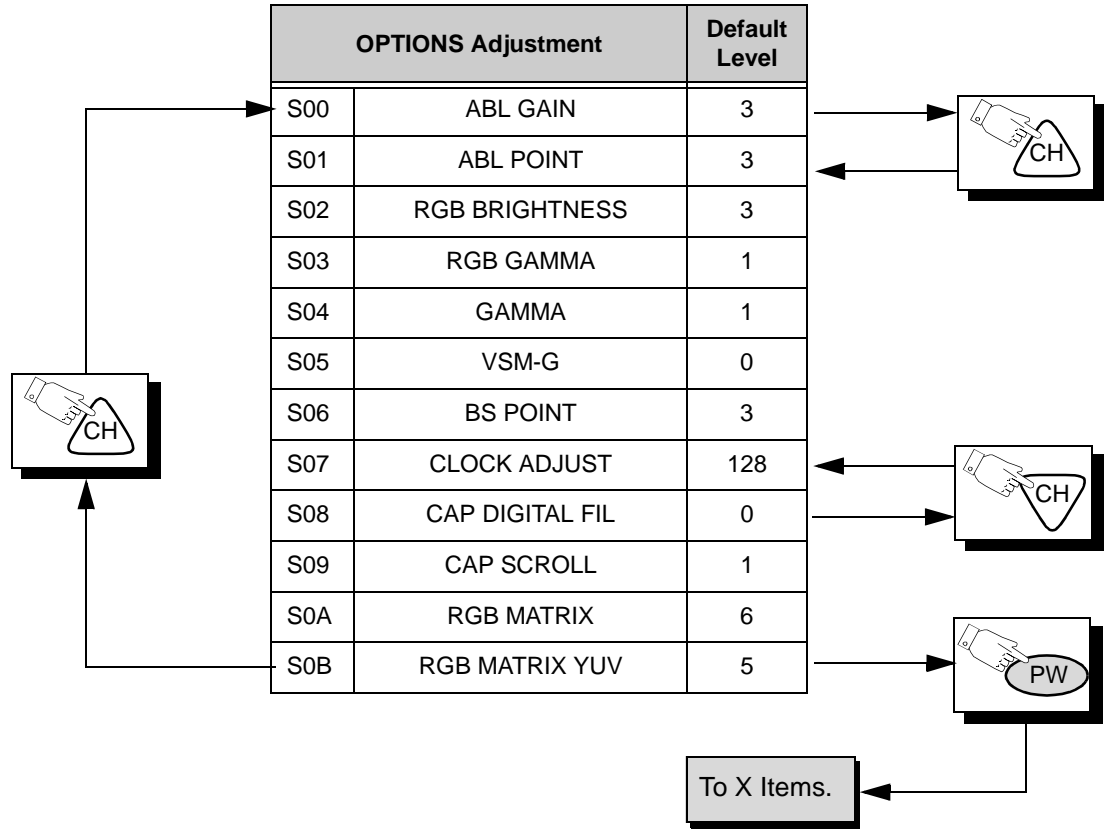 OPTIONS Adjustment Default Level
S00 ABL GAIN 3
CH
S01 ABL POINT 3
S02 RGB BRIGHTNESS 3
S03 RGB GAMMA 1
S04 GAMMA 1
S05 VSM-G 0
S06 BS POINT 3
CH
S07 CLOCK ADJUST 128
CH
S08 CAP DIGITAL FIL 0
S09 CAP SCROLL 1
S0A RGB MATRIX 6
S0B RGB MATRIX YUV 5
PW
To X Items.